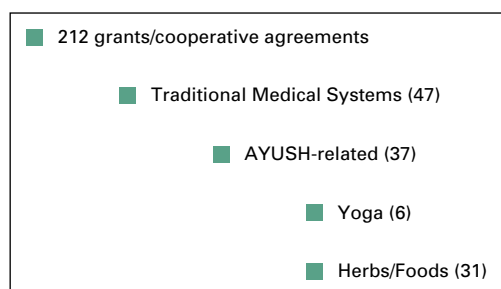 212 grants/cooperative agreements
Traditional Medical Systems (47)
AYUSH-related (37)
Yoga (6)
Herbs/Foods (31)